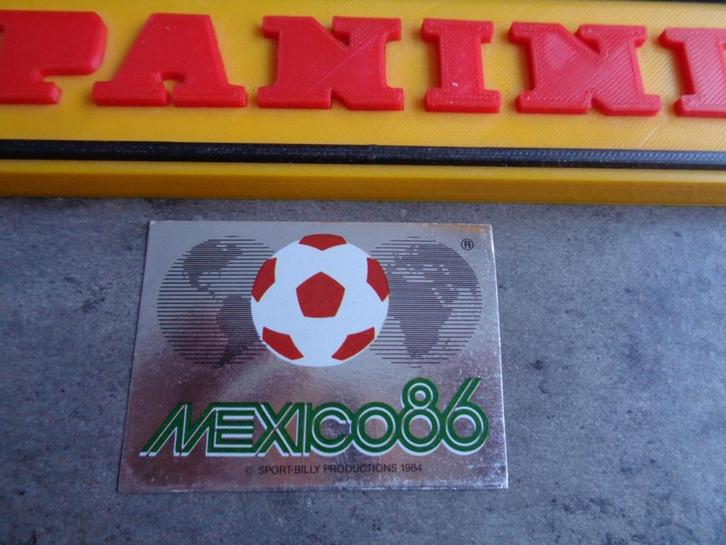 PANINI
®
MEXICO86
© SPORT-BILLY PRODUCTIONS 1984